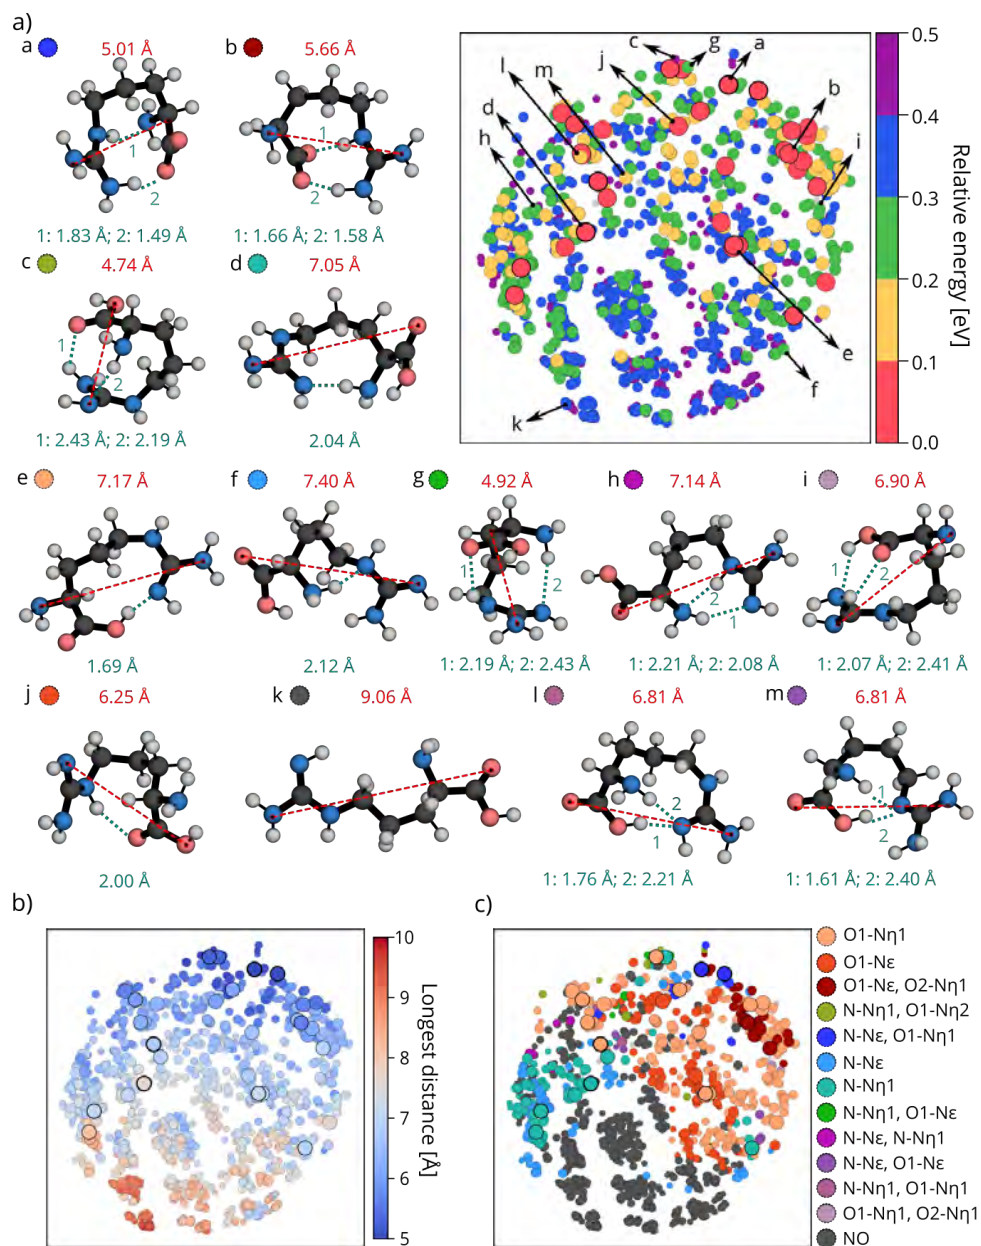 a)
a 5.01 Å
1
2
1: 1.83 Å; 2: 1.49 Å
b 5.66 Å
1
2
1: 1.66 Å; 2: 1.58 Å
c 4.74 Å
1
2
1: 2.43 Å; 2: 2.19 Å
d 7.05 Å
2.04 Å
c
g
a
l
m
j
b
d
h
i
e
f
k
0.5
0.4
0.3
0.2
0.1
0.0
Relative energy [eV]
e 7.17 Å
1.69 Å
f 7.40 Å
2.12 Å
g 4.92 Å
1
2
1: 2.19 Å; 2: 2.43 Å
h 7.14 Å
2
1
1: 2.21 Å; 2: 2.08 Å
i 6.90 Å
1
2
1: 2.07 Å; 2: 2.41 Å
j 6.25 Å
2.00 Å
k 9.06 Å
l 6.81 Å
2
1
1: 1.76 Å; 2: 2.21 Å
m 6.81 Å
1
2
1: 1.61 Å; 2: 2.40 Å
b)
10
9
8
7
6
5
Longest distance [Å]
c)
O1-Nη1
O1-Nε
O1-Nε, O2-Nη1
N-Nη1, O1-Nη2
N-Nε, O1-Nη1
N-Nε
N-Nη1
N-Nη1, O1-Nε
N-Nε, N-Nη1
N-Nε, O1-Nε
N-Nη1, O1-Nη1
O1-Nη1, O2-Nη1
NO